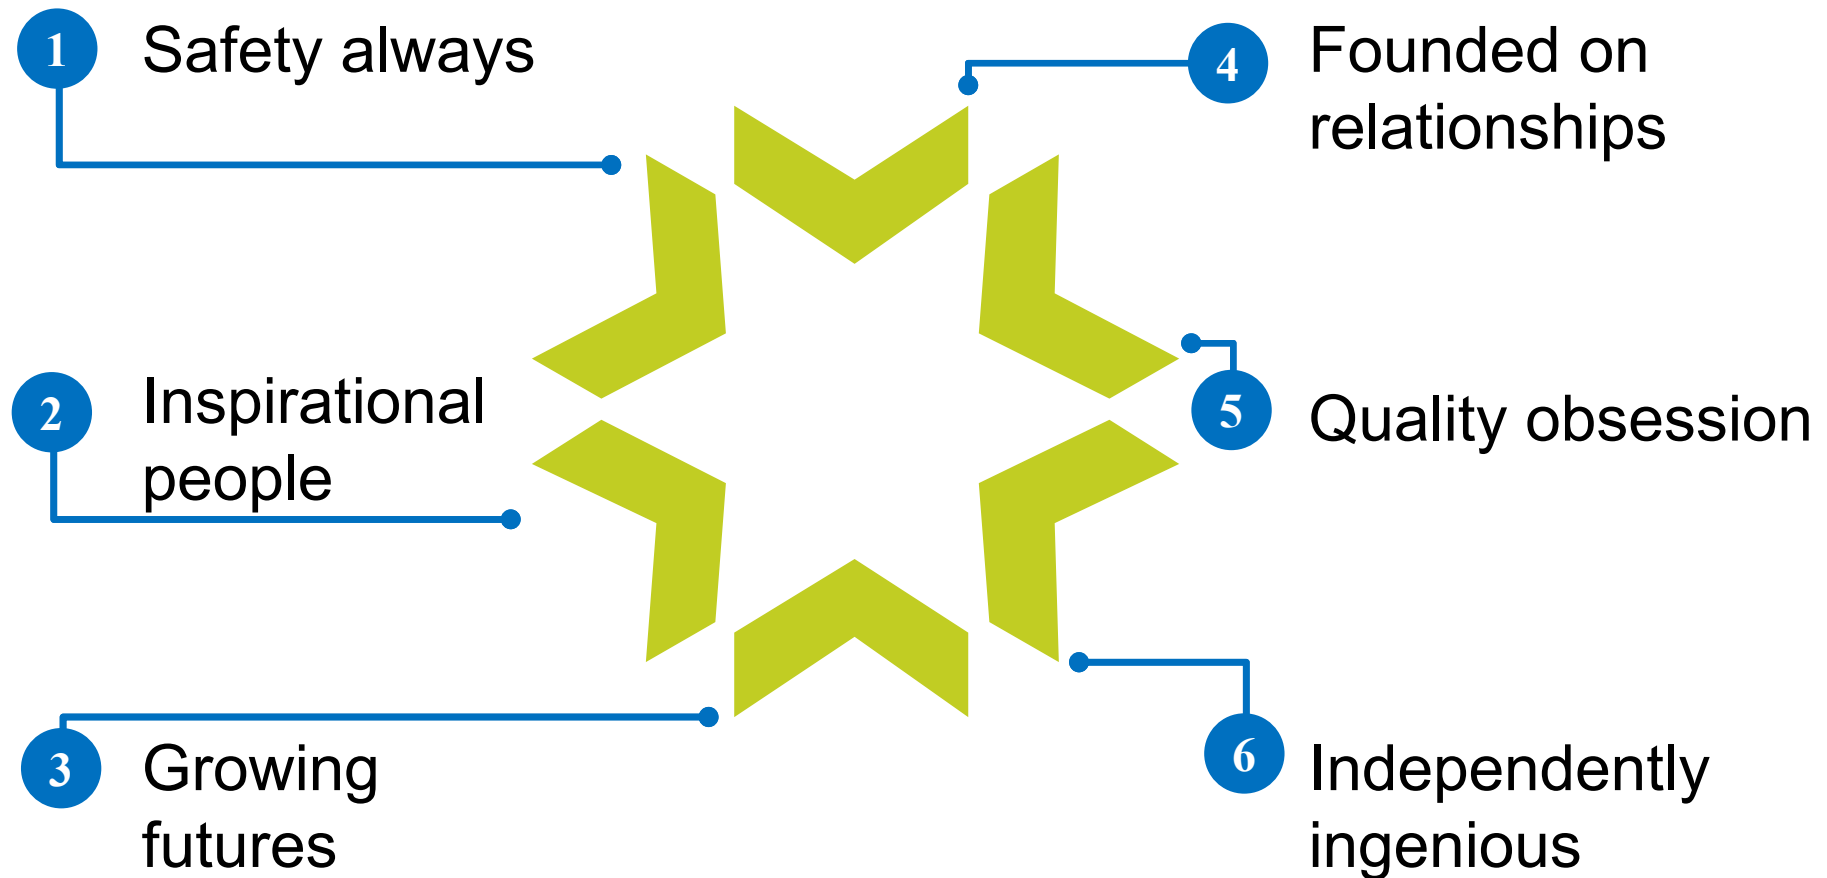 1 Safety always
2 Inspirational
people
3 Growing
futures
4 Founded on
relationships
5 Quality obsession
6 Independently
ingenious